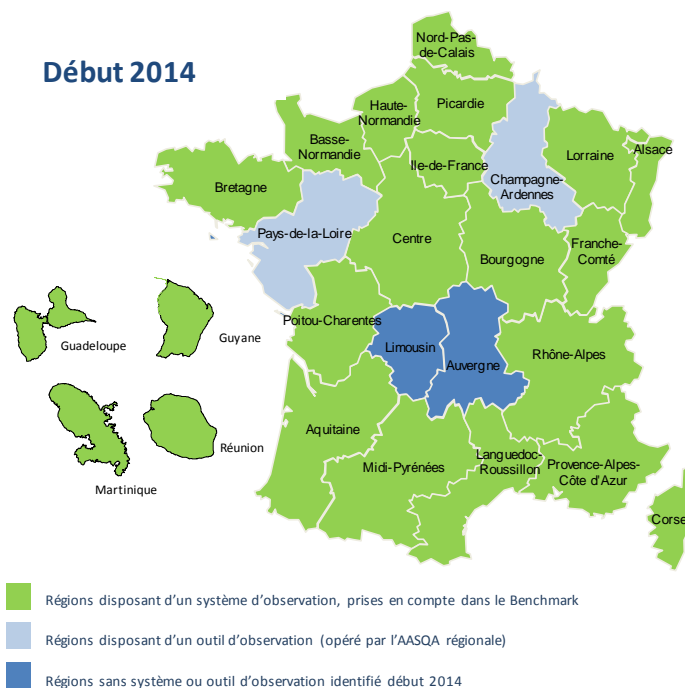 Début 2014
Nord-Pas-
de-Calais
Picardie
Haute-
Normandie
Basse-
Normandie
Ile-de-France
Lorraine
Alsace
Champagne-
Ardennes
Bretagne
Pays-de-la-Loire
Centre
Bourgogne
Franche-
Comté
Poitou-Charentes
Limousin
Auvergne
Rhône-Alpes
Guadeloupe
Guyane
Martinique
Réunion
Aquitaine
Midi-Pyrénées
Languedoc-
Roussillon
Provence-Alpes-
Côte d'Azur
Corse
Régions disposant d'un système d'observation, prises en compte dans le Benchmark
Régions disposant d'un outil d'observation (opéré par l'AASQA régionale)
Régions sans système ou outil d'observation identifié début 2014